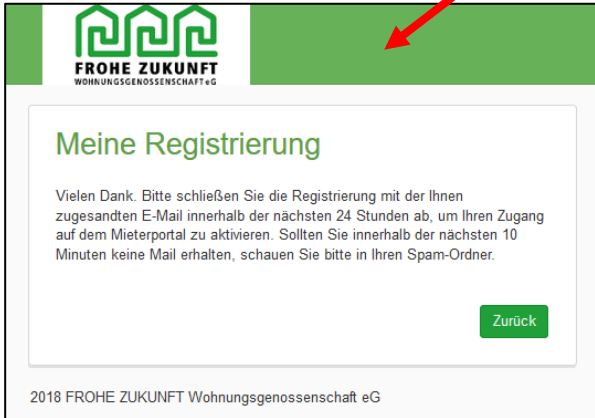 FROHE ZUKUNFT
WOHNUNGSGENOSSENSCHAFT eG
Meine Registrierung
Vielen Dank. Bitte schließen Sie die Registrierung mit der Ihnen
zugesandten E-Mail innerhalb der nächsten 24 Stunden ab, um Ihren Zugang
auf dem Mieterportal zu aktivieren. Sollten Sie innerhalb der nächsten 10
Minuten keine Mail erhalten, schauen Sie bitte in Ihren Spam-Ordner.
Zurück
2018 FROHE ZUKUNFT Wohnungsgenossenschaft eG